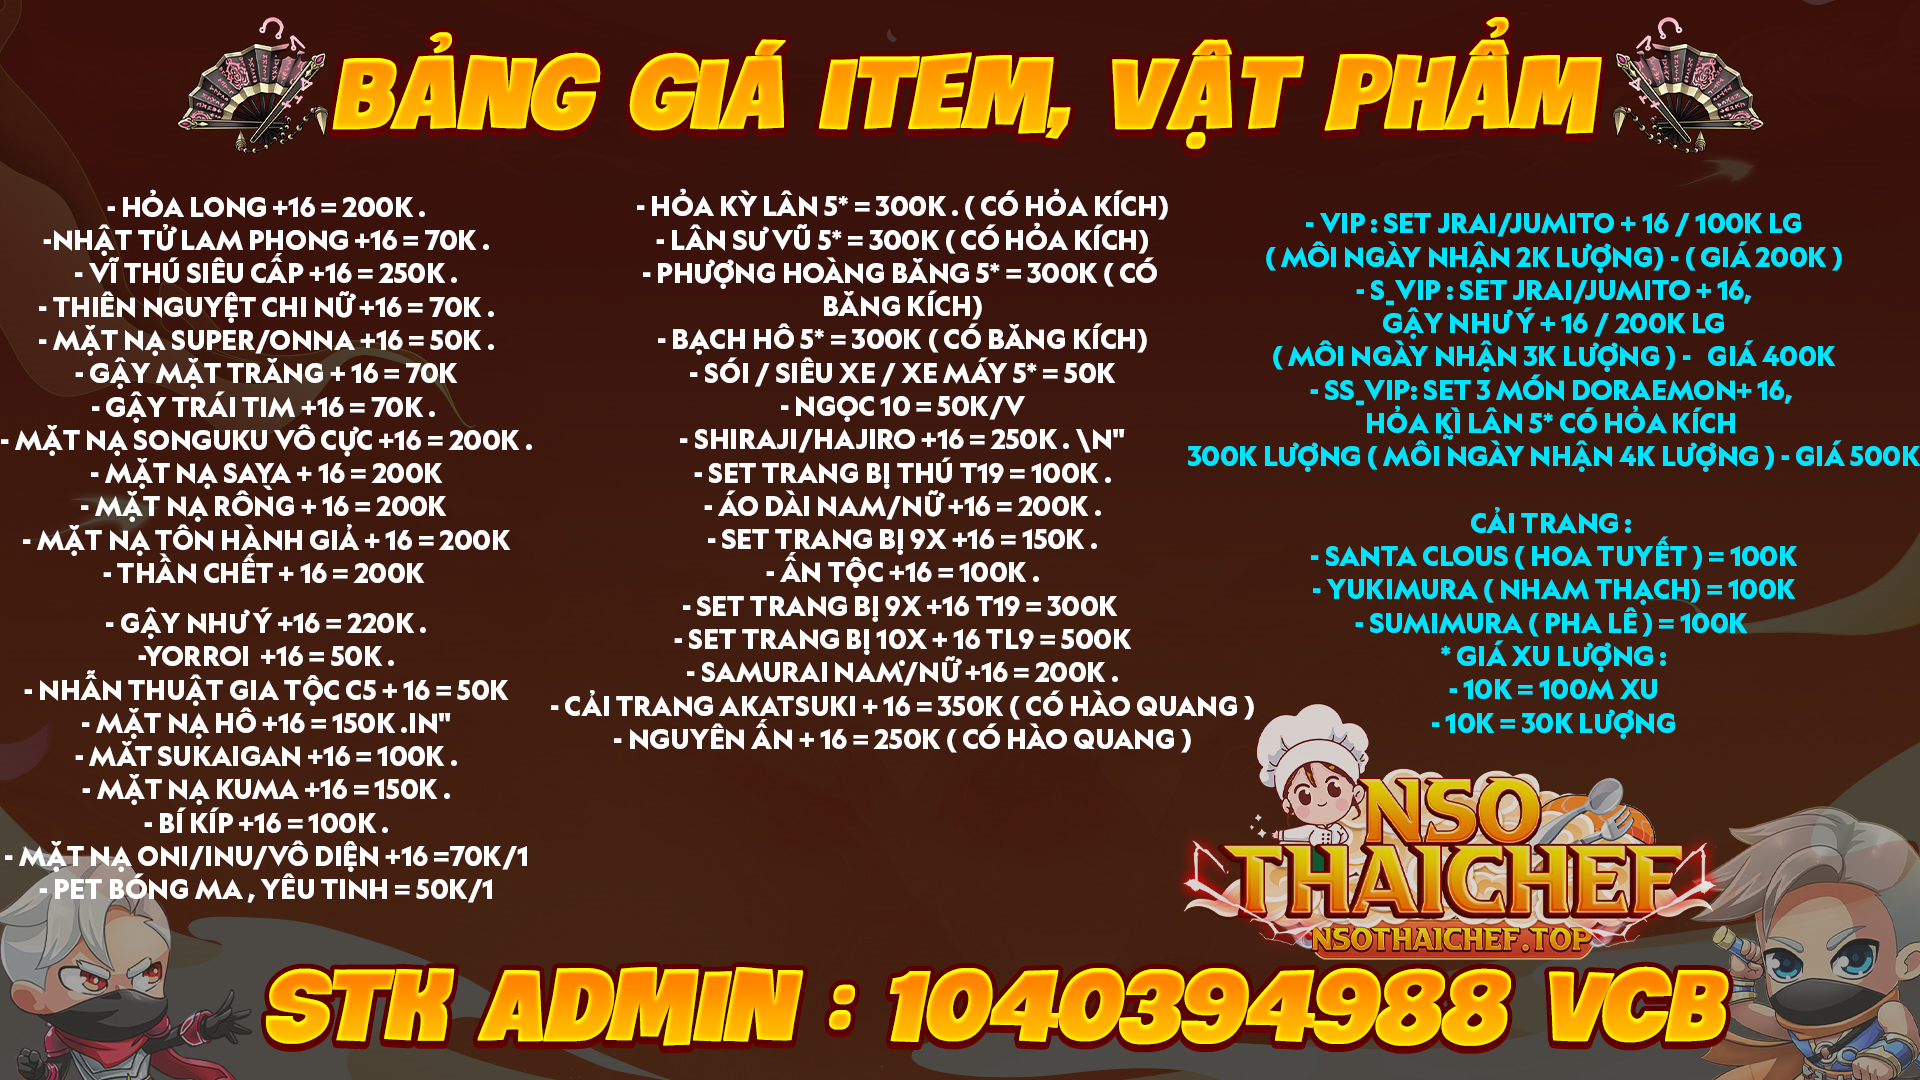 BẢNG GIÁ ITEM, VẬT PHẨM
- HỎA LONG +16 = 200K .
-NHẬT TỬ LAM PHONG +16 = 70K .
- VĨ THÚ SIÊU CẤP +16 = 250K .
- THIÊN NGUYỆT CHI NỮ +16 = 70K .
- MẶT NẠ SUPER/ONNA +16 = 50K .
- GẬY MẶT TRĂNG + 16 = 70K
- GẬY TRÁI TIM +16 = 70K .
- MẶT NẠ SONGUKU VÔ CỰC +16 = 200K .
- MẶT NẠ SAYA + 16 = 200K
- MẶT NẠ RỒNG + 16 = 200K
- MẶT NẠ TÔN HÀNH GIẢ + 16 = 200K
- THẦN CHẾT + 16 = 200K
- GẬY NHƯ Ý +16 = 220K .
-YORROI +16 = 50K .
- NHẪN THUẬT GIA TỘC C5 + 16 = 50K
- MẶT NẠ HÔ +16 = 150K .IN"
- MẮT SUKAIGAN +16 = 100K .
- MẶT NẠ KUMA +16 = 150K .
- BÍ KÍP +16 = 100K .
- MẶT NẠ ONI/INU/VÔ DIỆN +16 =70K/1
- PET BÓNG MA , YÊU TINH = 50K/1
- HỎA KỲ LÂN 5* = 300K . ( CÓ HỎA KÍCH)
- LÂN SƯ VŨ 5* = 300K ( CÓ HỎA KÍCH)
- PHƯỢNG HOÀNG BĂNG 5* = 300K ( CÓ
BĂNG KÍCH)
- BẠCH HÔ 5* = 300K ( CÓ BĂNG KÍCH)
- SÓI / SIÊU XE / XE MÁY 5* = 50K
- NGỌC 10 = 50K/V
- SHIRAJI/HAJIRO +16 = 250K . \N"
- SET TRANG BỊ THÚ T19 = 100K .
- ÁO DÀI NAM/NỮ +16 = 200K .
- SET TRANG BỊ 9X +16 = 150K .
- ẤN TỘC +16 = 100K .
- SET TRANG BỊ 9X +16 T19 = 300K
- SET TRANG BỊ 10X + 16 TL9 = 500K
- SAMURAI NAM/NỮ +16 = 200K .
- CẢI TRANG AKATSUKI + 16 = 350K ( CÓ HÀO QUANG )
- NGUYÊN ẤN + 16 = 250K ( CÓ HÀO QUANG )
- VIP : SET JRAI/JUMITO + 16 / 100K LG
( MÔI NGÀY NHẬN 2K LƯỢNG) - ( GIÁ 200K )
- S_VIP : SET JRAI/JUMITO + 16,
GẬY NHƯ Ý + 16 / 200K LG
( MÔI NGÀY NHẬN 3K LƯỢNG ) - GIÁ 400K
- SS_VIP: SET 3 MÓN DORAEMON+ 16,
HỎA KÌ LÂN 5* CÓ HỎA KÍCH
300K LƯỢNG ( MỖI NGÀY NHẬN 4K LƯỢNG ) - GIÁ 500K
CẢI TRANG :
- SANTA CLOUS ( HOA TUYẾT ) = 100K
- YUKIMURA ( NHAM THẠCH) = 100K
- SUMIMURA ( PHA LÊ ) = 100K
* GIÁ XU LƯỢNG :
- 10K = 100M XU
- 10K = 30K LƯỢNG
NSO
THAICHEF
NSOTHAICHEF.TOP
STK ADMIN : 1040394988 VCB